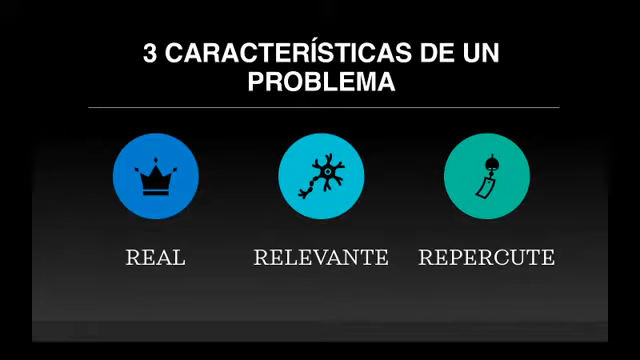 3 CARACTERÍSTICAS DE UN
PROBLEMA
REAL
RELEVANTE
REPERCUTE